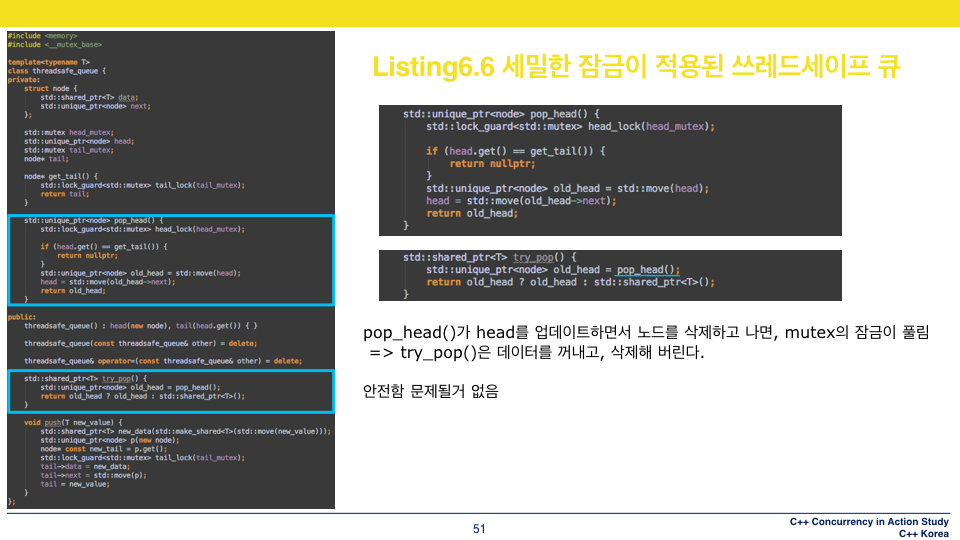 #include <memory>
#include <__mutex_base>
template<typename T>
class threadsafe_queue {
private:
struct node {
std::shared_ptr<T> data;
std::unique_ptr<node> next;
};
std::mutex head_mutex;
std::unique_ptr<node> head;
std::mutex tail_mutex;
node* tail;
node* get_tail() {
std::lock_guard<std::mutex> tail_lock(tail_mutex);
return tail;
}
std::unique_ptr<node> pop_head() {
std::lock_guard<std::mutex> head_lock(head_mutex);
if (head.get() == get_tail()) {
return nullptr;
}
std::unique_ptr<node> old_head = std::move(head);
head = std::move(old_head->next);
return old_head;
}
public:
threadsafe_queue() : head(new node), tail(head.get()) { }
threadsafe_queue(const threadsafe_queue& other) = delete;
threadsafe_queue& operator=(const threadsafe_queue& other) = delete;
std::shared_ptr<T> try_pop() {
std::unique_ptr<node> old_head = pop_head();
return old_head ? old_head : std::shared_ptr<T>();
}
void push(T new_value) {
std::shared_ptr<T> new_data(std::make_shared<T>(std::move(new_value)));
std::unique_ptr<node> p(new node);
node* const new_tail = p.get();
std::lock_guard<std::mutex> tail_lock(tail_mutex);
tail->data = new_data;
tail->next = std::move(p);
tail = new_value;
}
};
Listing6.6 세밀한 잠금이 적용된 쓰레드세이프 큐
std::unique_ptr<node> pop_head() {
std::lock_guard<std::mutex> head_lock(head_mutex);
if (head.get() == get_tail()) {
return nullptr;
}
std::unique_ptr<node> old_head = std::move(head);
head = std::move(old_head->next);
return old_head;
}
std::shared_ptr<T> try_pop() {
std::unique_ptr<node> old_head = pop_head();
return old_head ? old_head : std::shared_ptr<T>();
}
pop_head()가 head를 업데이트하면서 노드를 삭제하고 나면, mutex의 잠금이 풀림
=> try_pop()은 데이터를 꺼내고, 삭제해 버린다.
안전함 문제될거 없음
51
C++ Concurrency in Action Study
C++ Korea